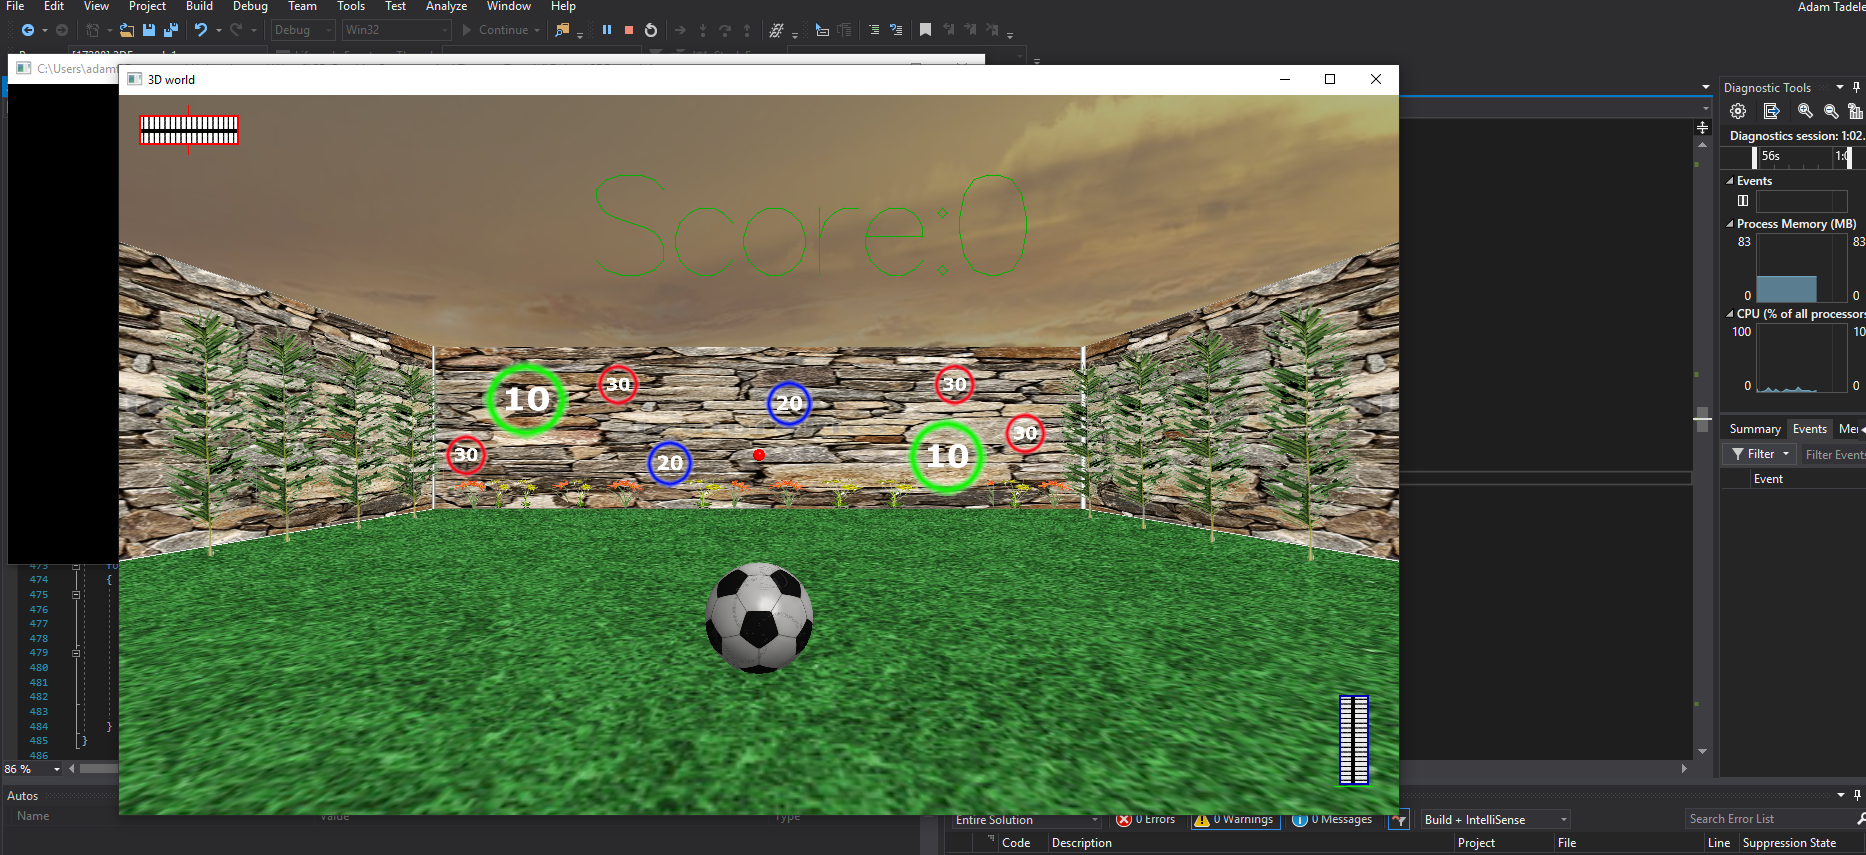 File Edit View Project Build Debug Team Tools Test Analyze Window Help
Adam Tadele
Debug Win32 Continue
C:\Users\adamf
3D world
Diagnostic Tools
Diagnostics session: 1:02.
56s
Events
Score:0
Process Memory (MB)
83 83
0 0
CPU (% of all processors
100 10
0 0
10 30 20 30
30 20 10 30
Summary Events
Filter Filter Events
Event
473
474 {
475
476
477
478
479
480
481
482
483
484 }
485 }
486
86 %
Autos
Name Value Type
Entire Solution 0 Errors 0 Warnings 0 Messages Build + IntelliSense Search Error List
Code Description Project File Line Suppression State